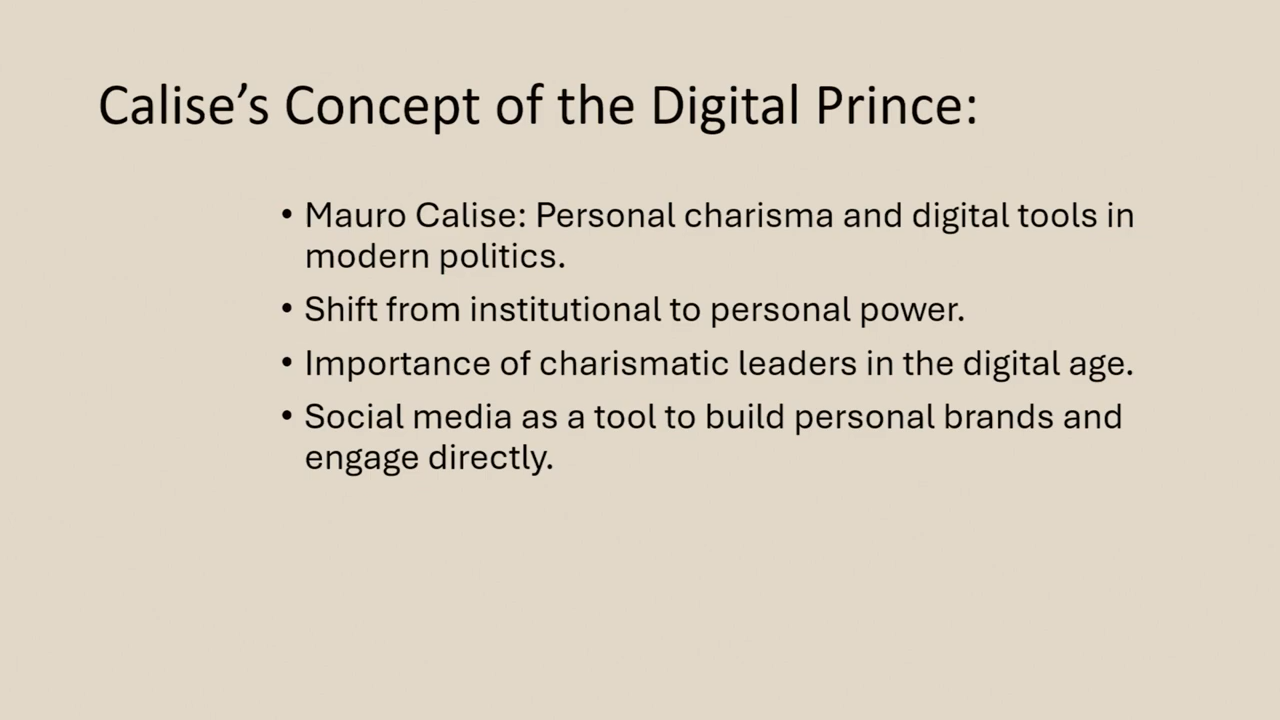 Calise’s Concept of the Digital Prince:
• Mauro Calise: Personal charisma and digital tools in
modern politics.
• Shift from institutional to personal power.
• Importance of charismatic leaders in the digital age.
• Social media as a tool to build personal brands and
engage directly.